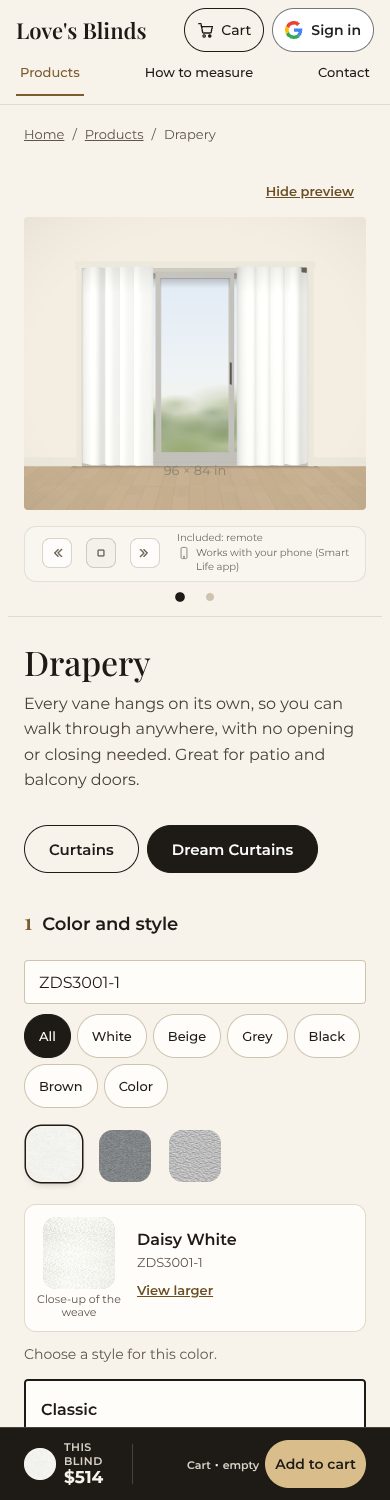 Love's Blinds
Cart
Sign in
Products
How to measure
Contact
Home / Products / Drapery
Hide preview
96 × 84 in
Included: remote
Works with your phone (Smart
Life app)
Drapery
Every vane hangs on its own, so you can
walk through anywhere, with no opening
or closing needed. Great for patio and
balcony doors.
Curtains
Dream Curtains
1 Color and style
ZDS3001-1
All
White
Beige
Grey
Black
Brown
Color
Daisy White
ZDS3001-1
View larger
Close-up of the
weave
Choose a style for this color.
Classic
THIS
BLIND
$514
Cart • empty
Add to cart